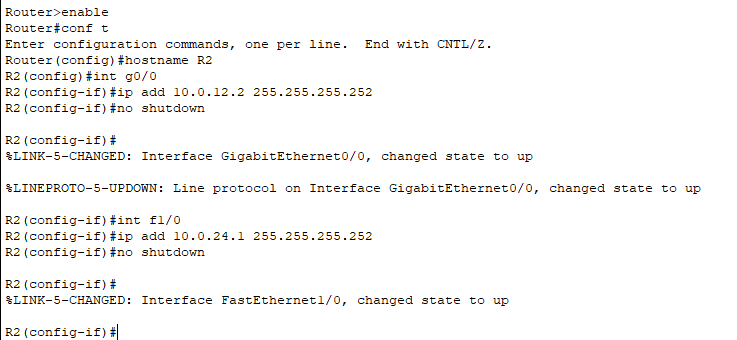 Router>enable
Router#conf t
Enter configuration commands, one per line.  End with CNTL/Z.
Router(config)#hostname R2
R2(config)#int g0/0
R2(config-if)#ip add 10.0.12.2 255.255.255.252
R2(config-if)#no shutdown
R2(config-if)#
%LINK-5-CHANGED: Interface GigabitEthernet0/0, changed state to up
%LINEPROTO-5-UPDOWN: Line protocol on Interface GigabitEthernet0/0, changed state to up
R2(config-if)#int f1/0
R2(config-if)#ip add 10.0.24.1 255.255.255.252
R2(config-if)#no shutdown
R2(config-if)#
%LINK-5-CHANGED: Interface FastEthernet1/0, changed state to up
R2(config-if)#